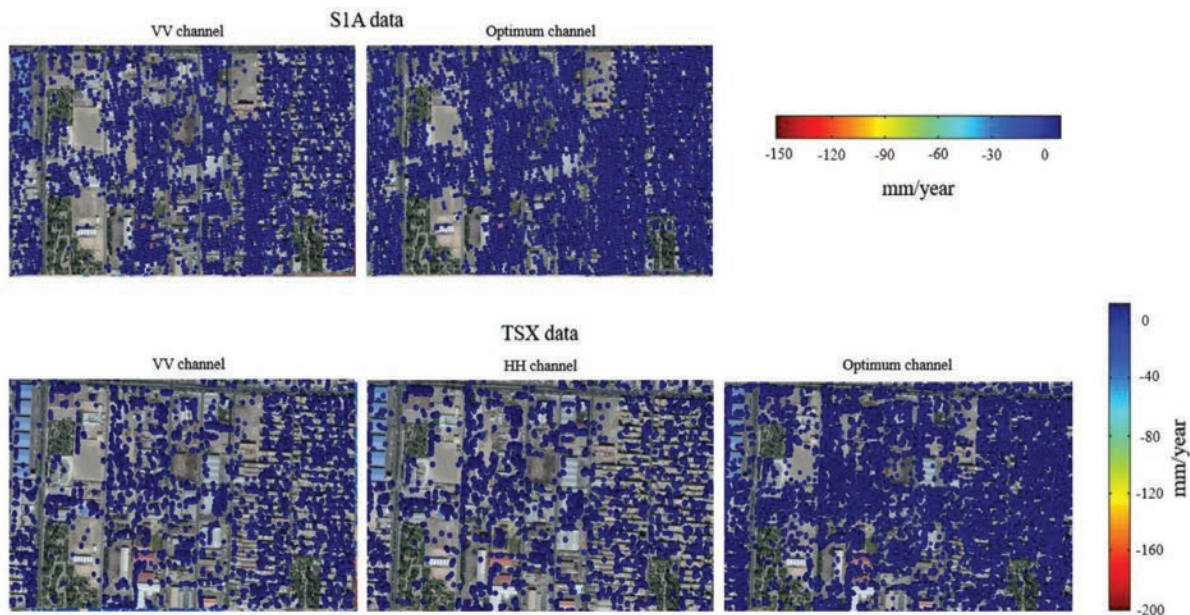 S1A data
VV channel
Optimum channel
-150 -120 -90 -60 -30 0
mm/year
TSX data
VV channel
HH channel
Optimum channel
0
-40
-80
-120
-160
-200
mm/year